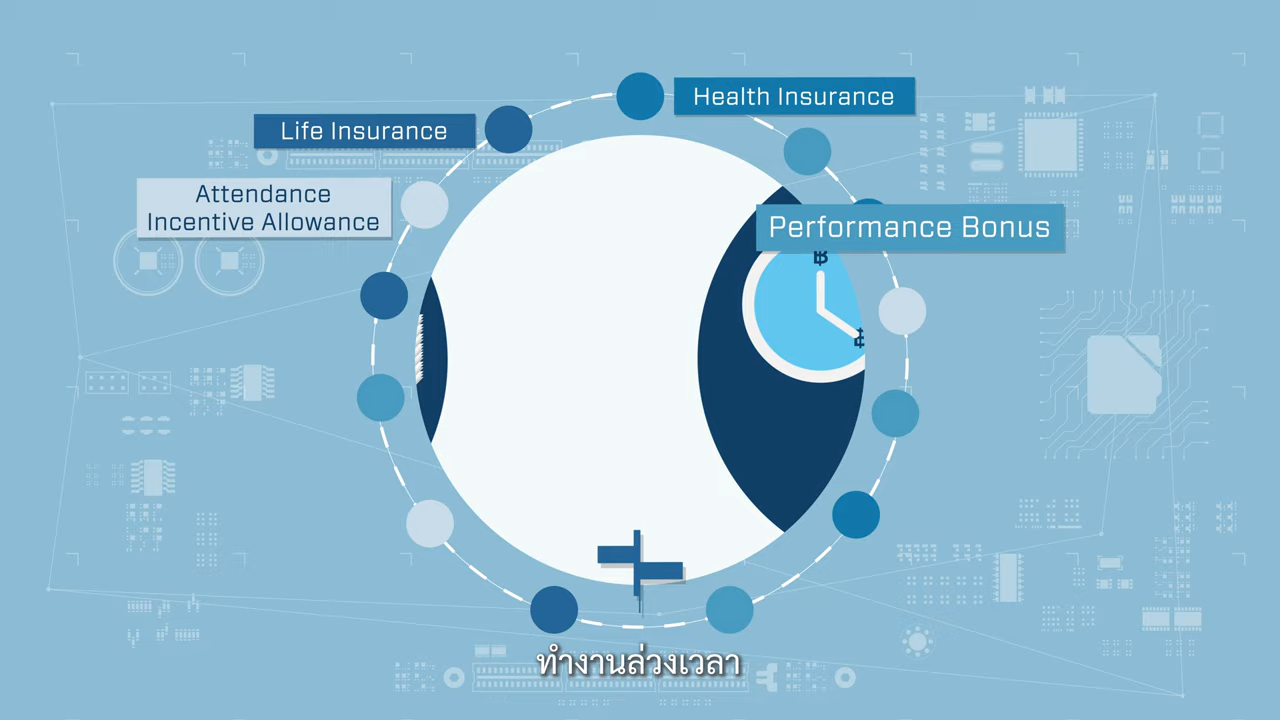 Health Insurance
Life Insurance
Attendance
Incentive Allowance
Performance Bonus
฿
ทำงานล่วงเวลา